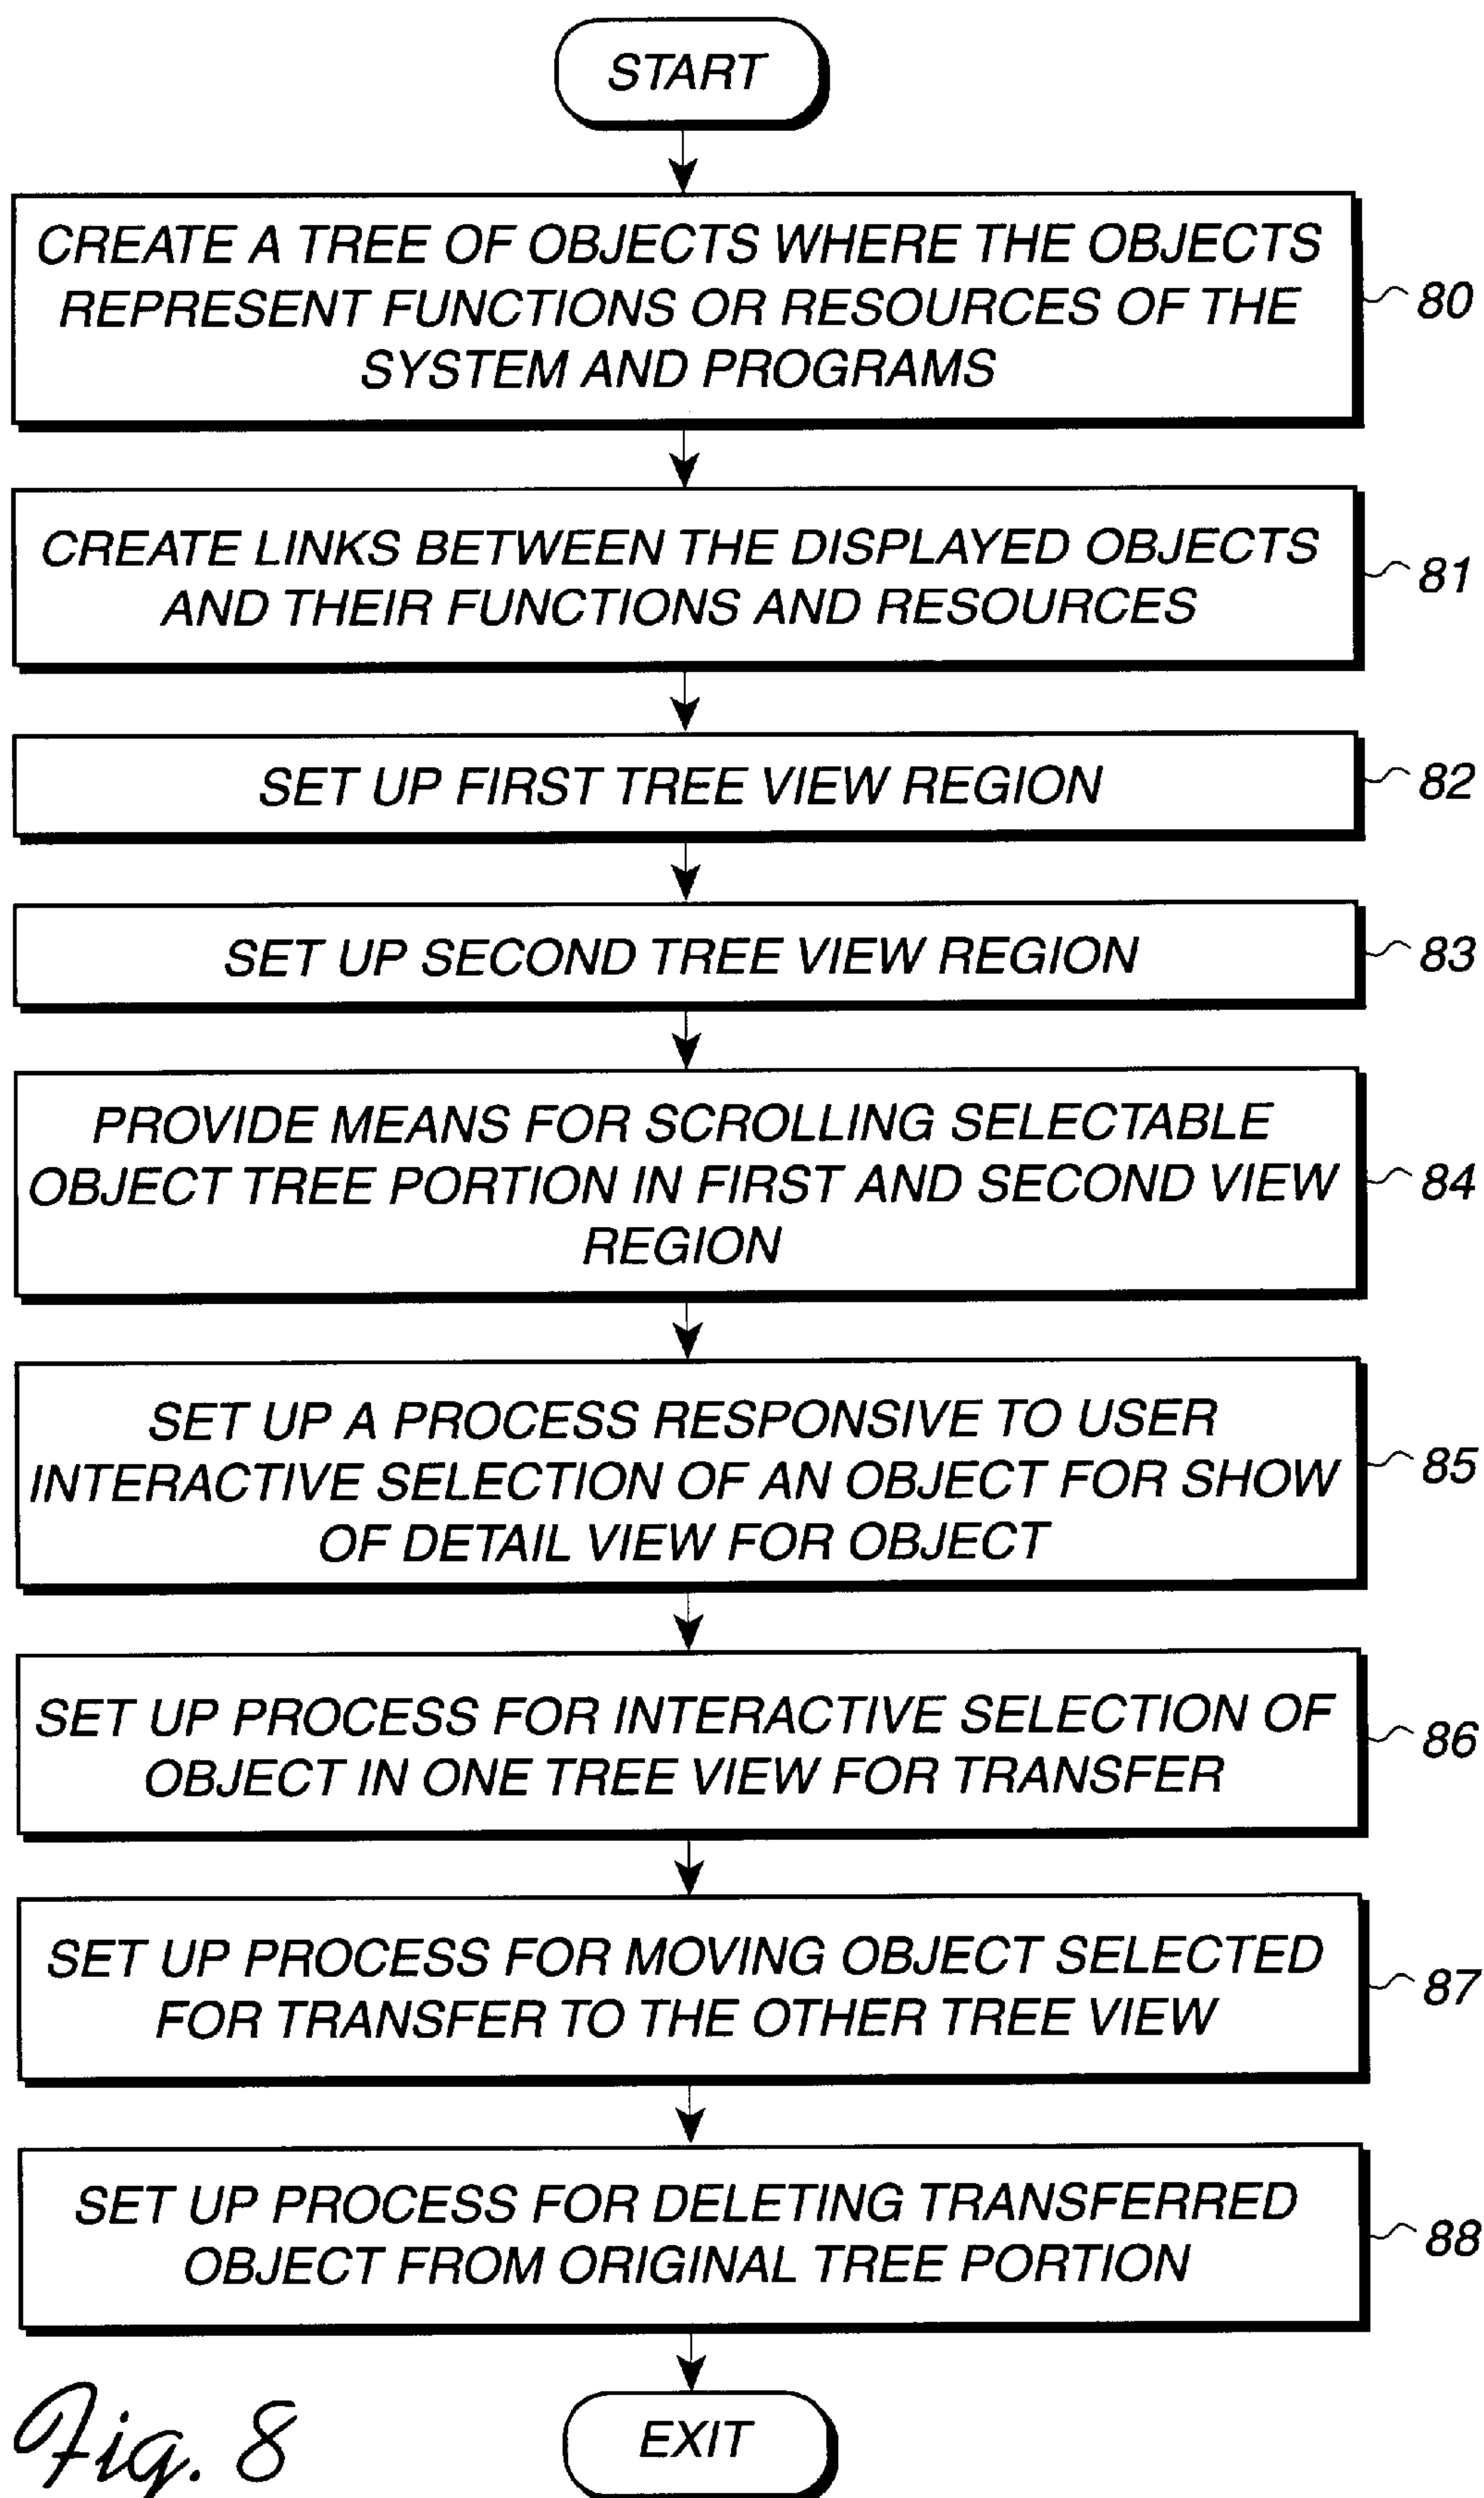 START
CREATE A TREE OF OBJECTS WHERE THE OBJECTS
REPRESENT FUNCTIONS OR RESOURCES OF THE
SYSTEM AND PROGRAMS
80
CREATE LINKS BETWEEN THE DISPLAYED OBJECTS
AND THEIR FUNCTIONS AND RESOURCES
81
SET UP FIRST TREE VIEW REGION
82
SET UP SECOND TREE VIEW REGION
83
PROVIDE MEANS FOR SCROLLING SELECTABLE
OBJECT TREE PORTION IN FIRST AND SECOND VIEW
REGION
84
SET UP A PROCESS RESPONSIVE TO USER
INTERACTIVE SELECTION OF AN OBJECT FOR SHOW
OF DETAIL VIEW FOR OBJECT
85
SET UP PROCESS FOR INTERACTIVE SELECTION OF
OBJECT IN ONE TREE VIEW FOR TRANSFER
86
SET UP PROCESS FOR MOVING OBJECT SELECTED
FOR TRANSFER TO THE OTHER TREE VIEW
87
SET UP PROCESS FOR DELETING TRANSFERRED
OBJECT FROM ORIGINAL TREE PORTION
88
EXIT
Fig. 8